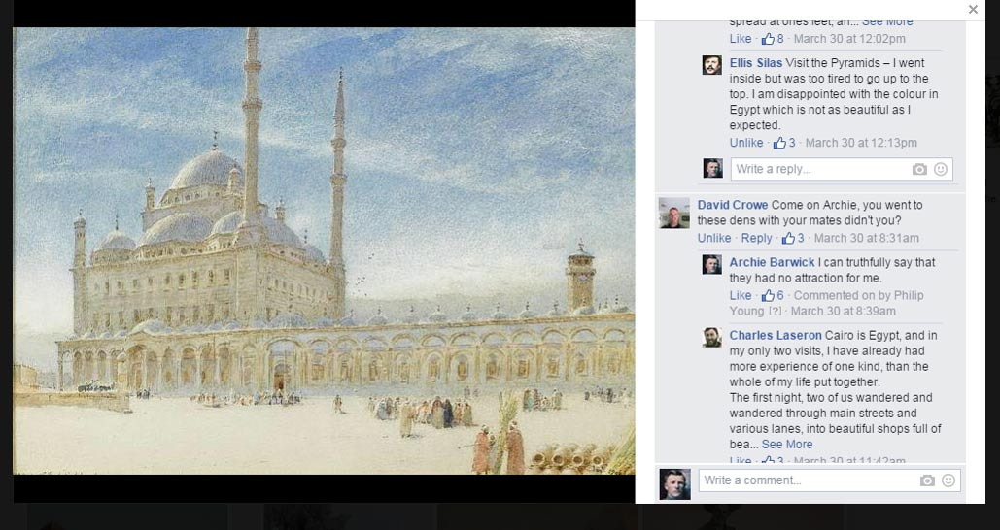 spread at ones feet, an... See More
Like · 8 · March 30 at 12:02pm
Ellis Silas Visit the Pyramids – I went
inside but was too tired to go up to the
top. I am disappointed with the colour in
Egypt which is not as beautiful as I
expected.
Unlike · 3 · March 30 at 12:13pm
Write a reply...
David Crowe Come on Archie, you went to
these dens with your mates didn't you?
Unlike · Reply · 3 · March 30 at 8:31am
Archie Barwick I can truthfully say that
they had no attraction for me.
Like · 6 · Commented on by Philip
Young [?] · March 30 at 8:39am
Charles Laseron Cairo is Egypt, and in
my only two visits, I have already had
more experience of one kind, than the
whole of my life put together.
The first night, two of us wandered and
wandered through main streets and
various lanes, into beautiful shops full of
bea... See More
Like · 3 · March 30 at 11:42am
Write a comment...